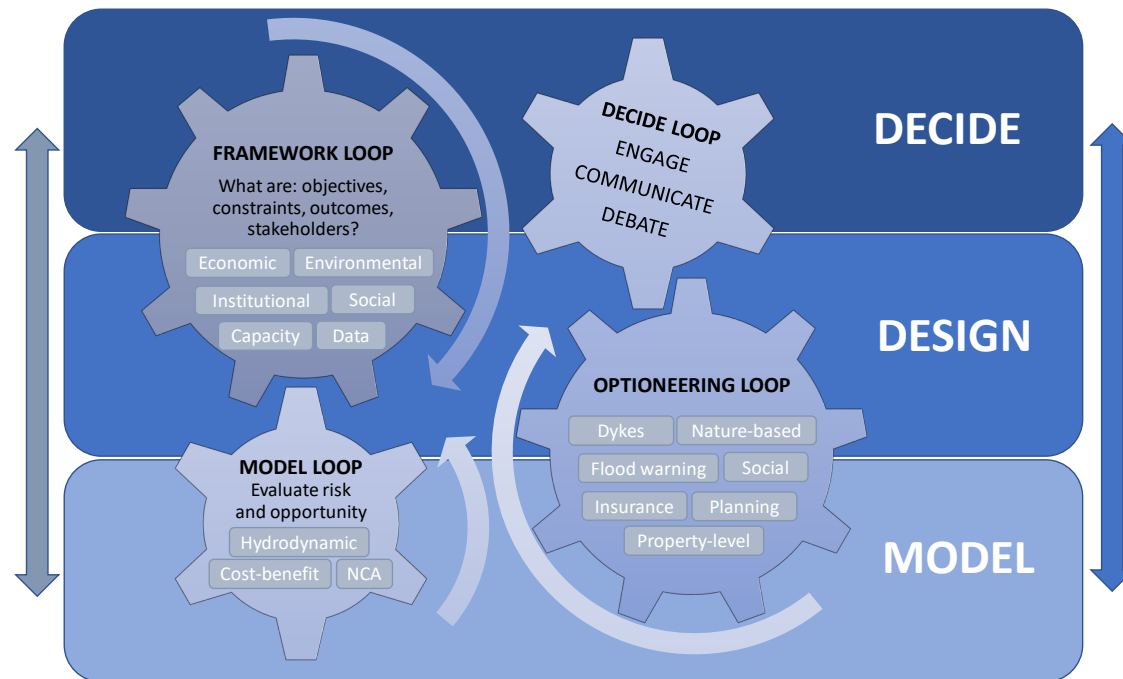 DECIDE
FRAMEWORK LOOP
What are: objectives,
constraints, outcomes,
stakeholders?
Economic
Environmental
Institutional
Social
Capacity
Data
DECIDE LOOP
ENGAGE
COMMUNICATE
DEBATE
DESIGN
OPTIONEERING LOOP
Dykes
Nature-based
Flood warning
Social
Insurance
Planning
Property-level
MODEL LOOP
Evaluate risk
and opportunity
Hydrodynamic
Cost-benefit
NCA
MODEL